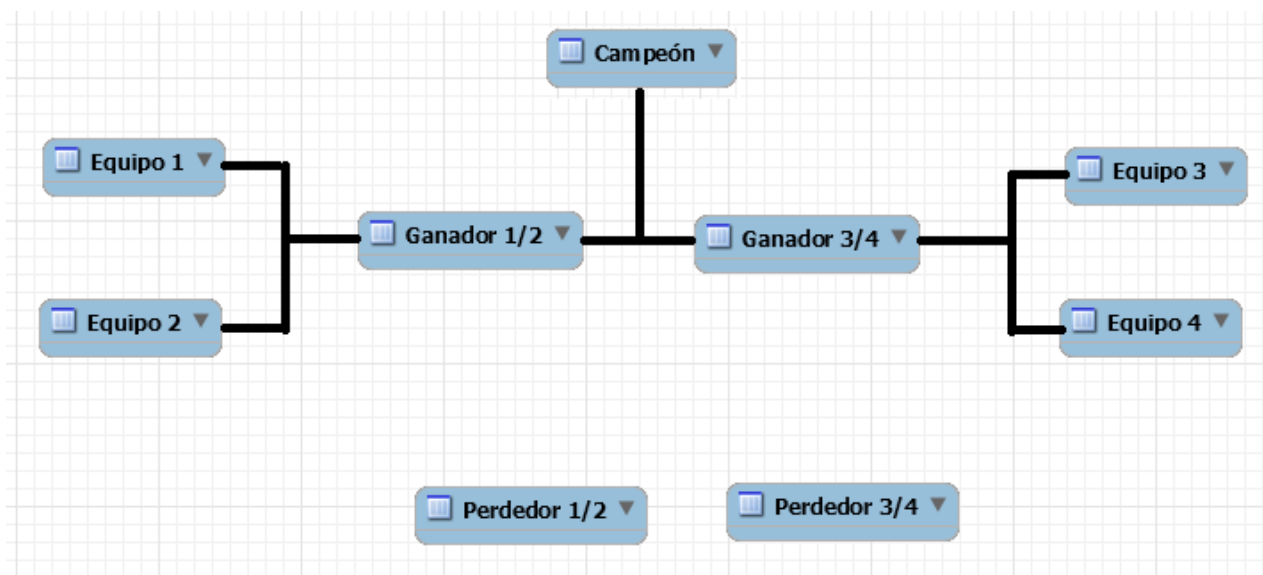 Campeón
Equipo 1
Equipo 3
Ganador 1/2
Ganador 3/4
Equipo 2
Equipo 4
Perdedor 1/2
Perdedor 3/4